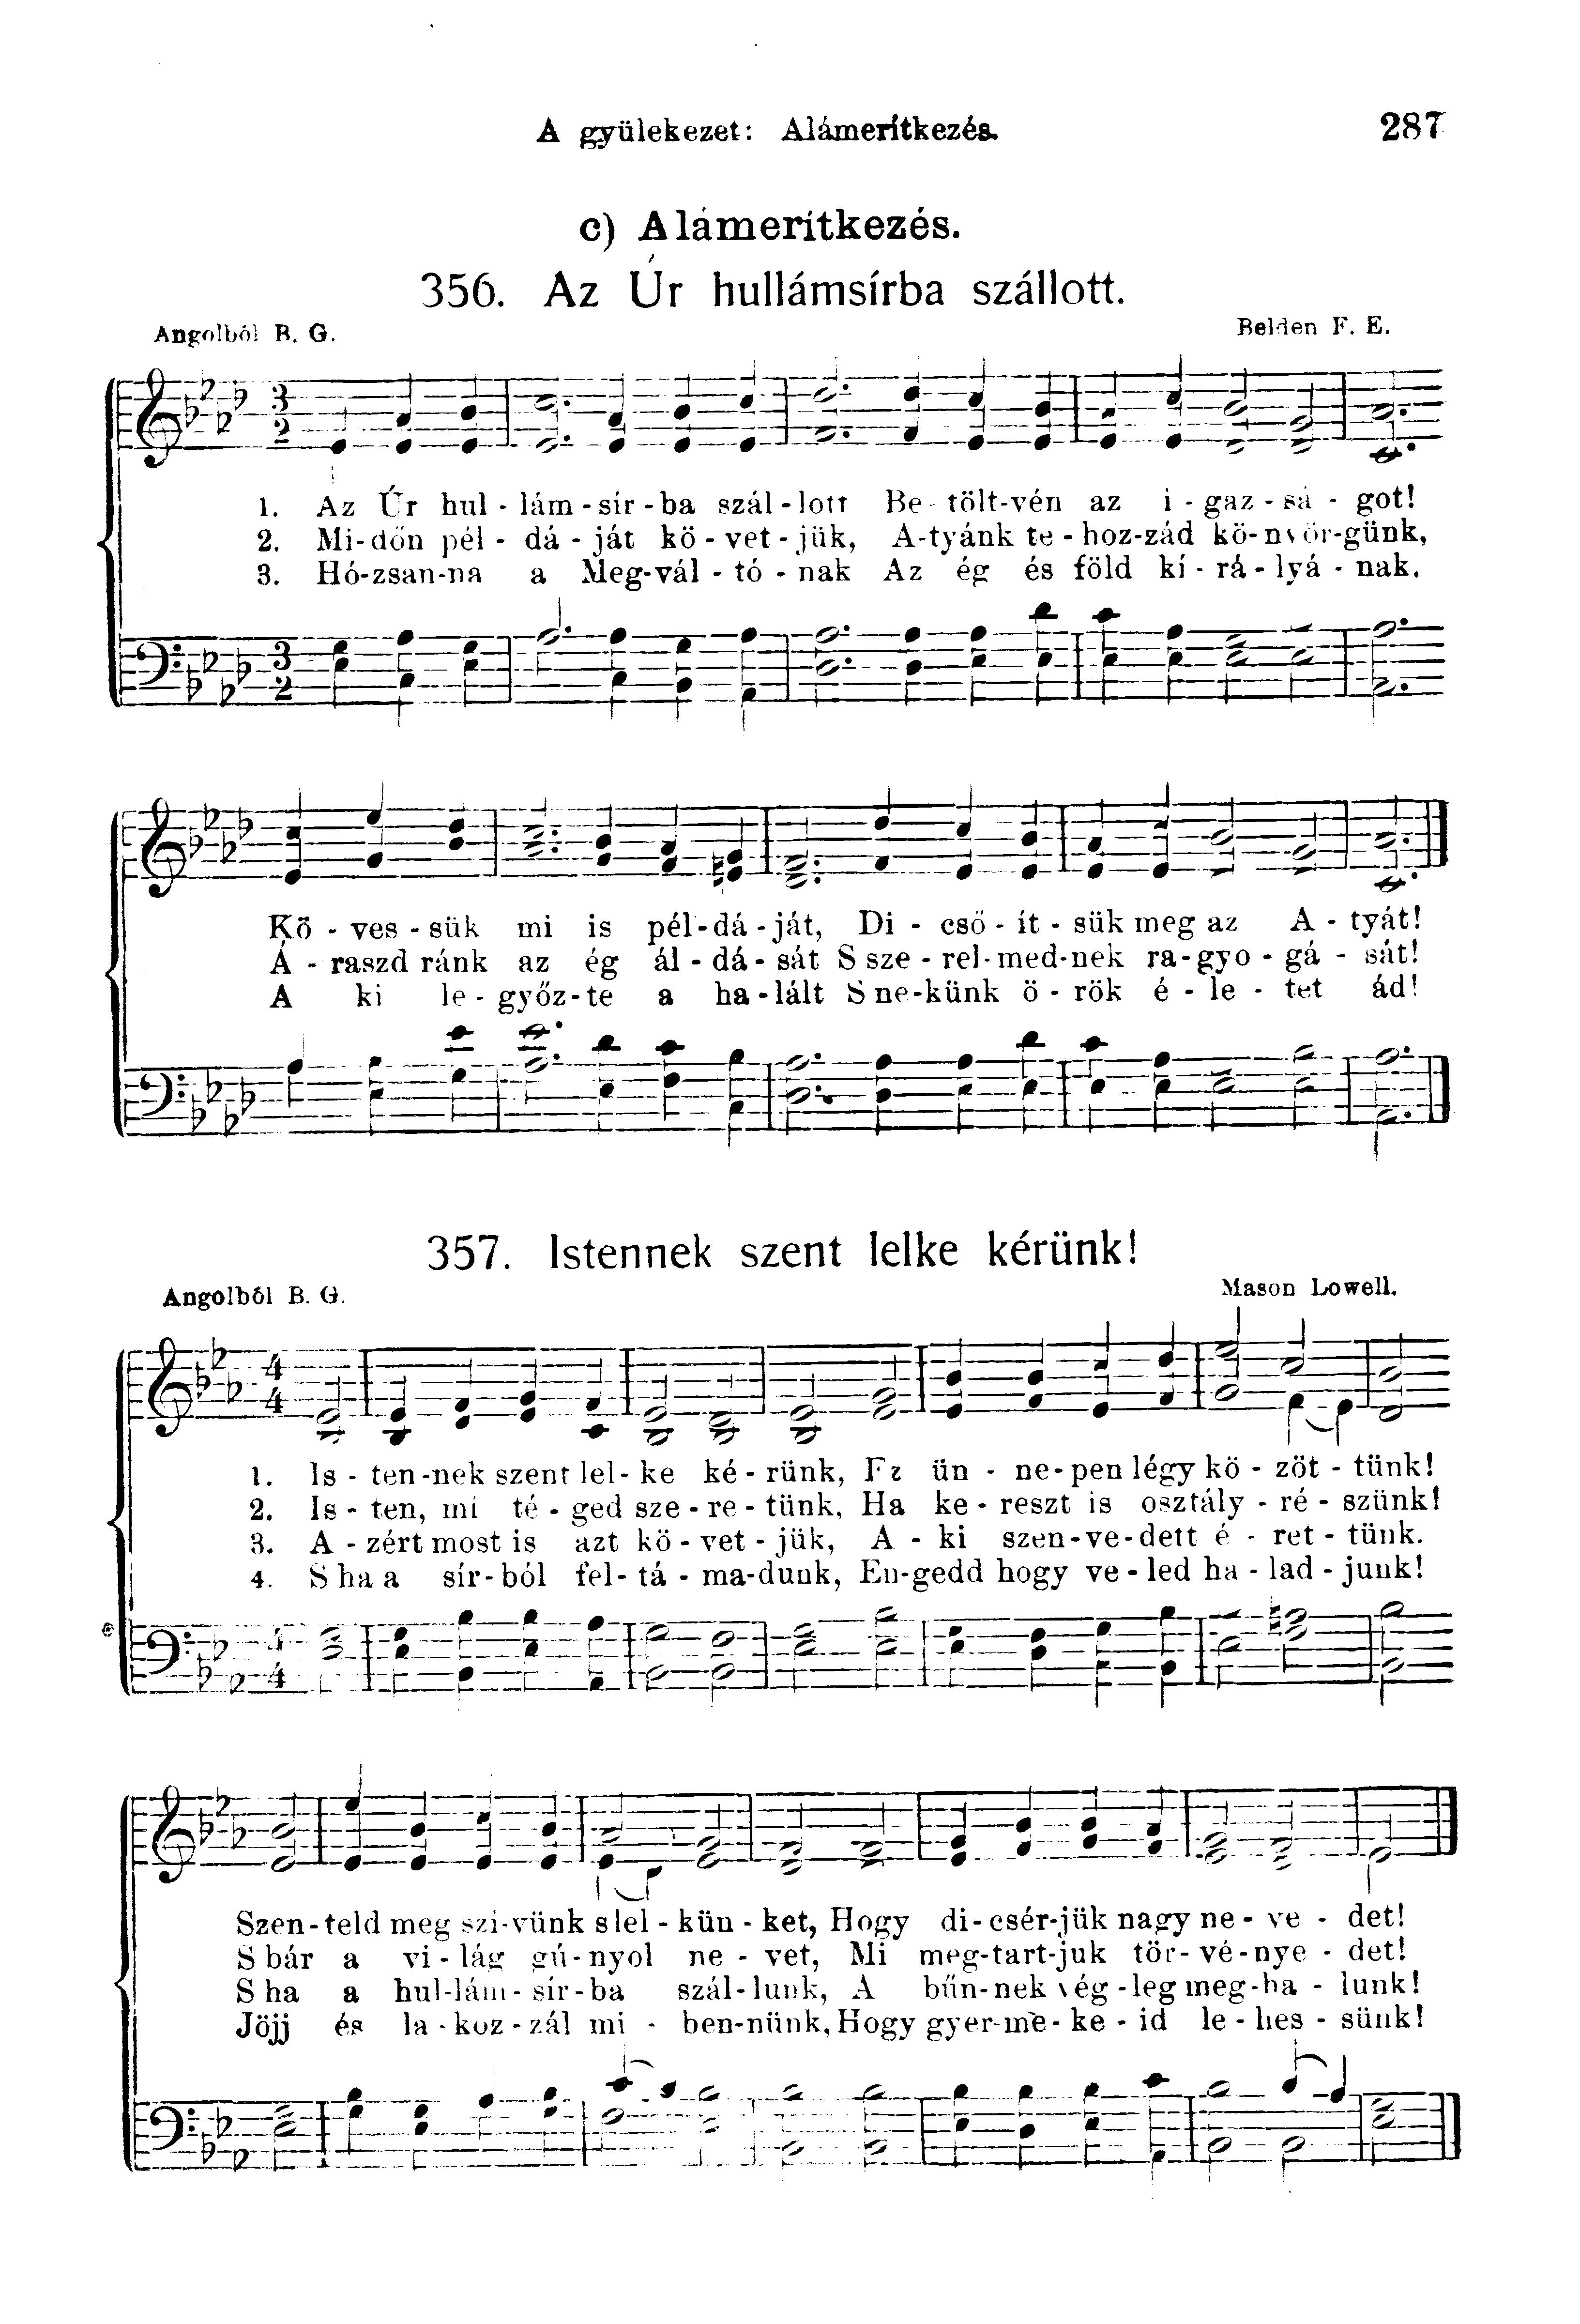 A gyülekezet: Alámerítkezés. 287
c) Alámerítkezés.
356. Az Úr hullámsírba szállott.
Angolból B. G. Belden F. E.
3 2
1. Az Úr hul - lám - sír - ba szál - lott Be - tölt - vén az i - gaz - sá - got!
2. Mi - dőn pél - dá - ját kö - vet - jük, A - tyánk te - hoz - zád kö - nyör - günk,
3. Hó - zsan - na a Meg - vál - tó - nak Az ég és föld kí - rá - lyá - nak.
3 2
Kö - ves - sük mi is pél - dá - ját, Di - cső - ít - sük meg az A - tyát!
Á - raszd ránk az ég ál - dá - sát S sze - rel - med - nek ra - gyo - gá - sát!
A ki le - győz - te a ha - lált S ne - künk ö - rök é - le - tet ád!
357. Istennek szent lelke kérünk!
Angolból B. G. Mason Lowell.
4 4
1. Is - ten - nek szent lel - ke ké - rünk, Ez ün - ne - pen légy kö - zöt - tünk!
2. Is - ten, mi té - ged sze - re - tünk, Ha ke - reszt is osztály - ré - szünk!
3. A - zért most is azt kö - vet - jük, A - ki szen - ve - dett é - ret - tünk.
4. S ha a sír - ból fel - tá - ma - dunk, En - gedd hogy ve - led ha - lad - junk!
4 4
Szen - teld meg szi - vünk s lel - kün - ket, Hogy di - csér - jük nagy ne - ve - det!
S bár a vi - lág gú - nyol ne - vet, Mi meg - tart - juk tör - vé - nye - det!
S ha a hul - lám - sír - ba szál - lunk, A bűn - nek vég - leg meg - ha - lunk!
Jöjj és la - koz - zál mi - ben - nünk, Hogy gyer - me - ke - id le - hes - sünk!